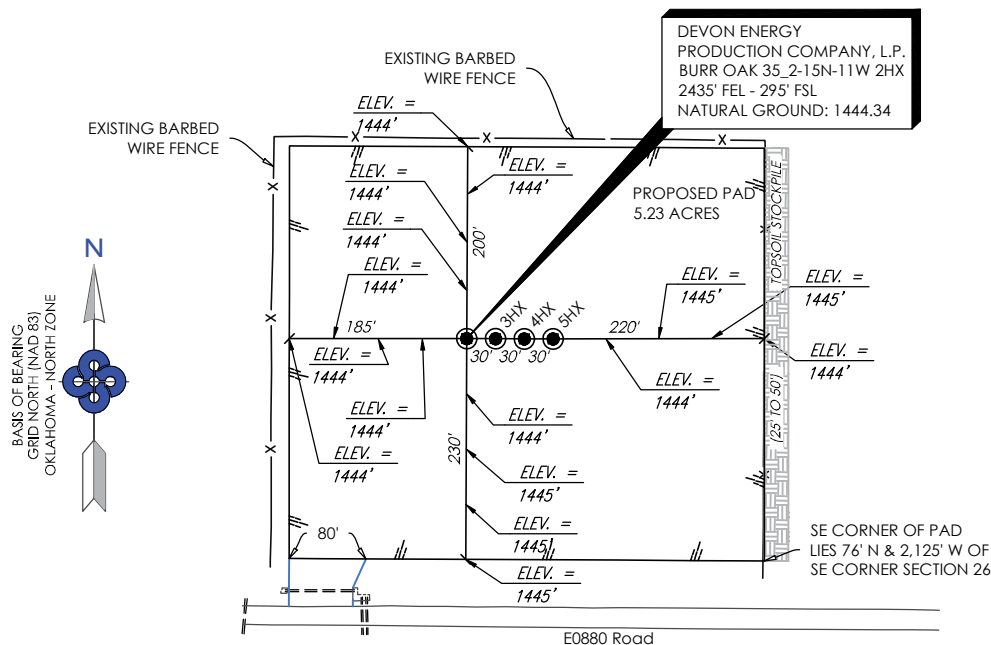 DEVON ENERGY
PRODUCTION COMPANY, L.P.
BURR OAK 35_2-15N-11W 2HX
2435' FEL - 295' FSL
NATURAL GROUND: 1444.34
EXISTING BARBED
WIRE FENCE
ELEV. =
1444'
EXISTING BARBED
WIRE FENCE
X
X
X
ELEV. =
1444'
ELEV. =
1444'
X
PROPOSED PAD
5.23 ACRES
TOPSOIL STOCKPILE
ELEV. =
1444'
200'
N
ELEV. =
1444'
ELEV. =
1445'
ELEV. =
1445'
X
185'
3HX
4HX
5HX
220'
30'
30'
30'
ELEV. =
1444'
ELEV. =
1444'
ELEV. =
1444'
ELEV. =
1444'
ELEV. =
1444'
BASIS OF BEARING
GRID NORTH (NAD 83)
OKLAHOMA - NORTH ZONE
(25' TO 50')
230'
X
ELEV. =
1444'
ELEV. =
1445'
ELEV. =
1445'
80'
SE CORNER OF PAD
LIES 76' N & 2,125' W OF
SE CORNER SECTION 26
ELEV. =
1445'
E0880 Road